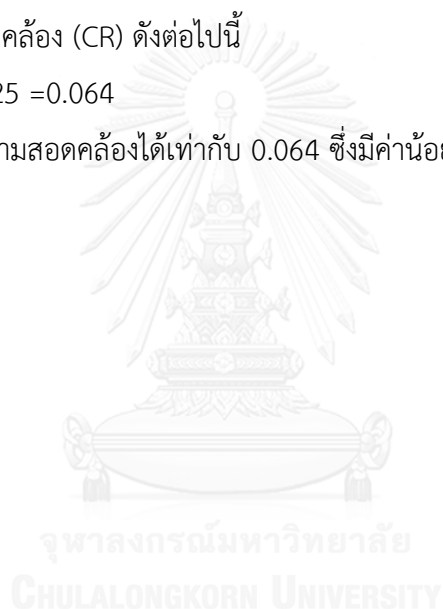 คล้อง (CR) ดังต่อไปนี้
25 =0.064
ามสอดคล้องได้เท่ากับ 0.064 ซึ่งมีค่าน้อย
จุฬาลงกรณ์มหาวิทยาลัย
CHULALONGKORN UNIVERSITY